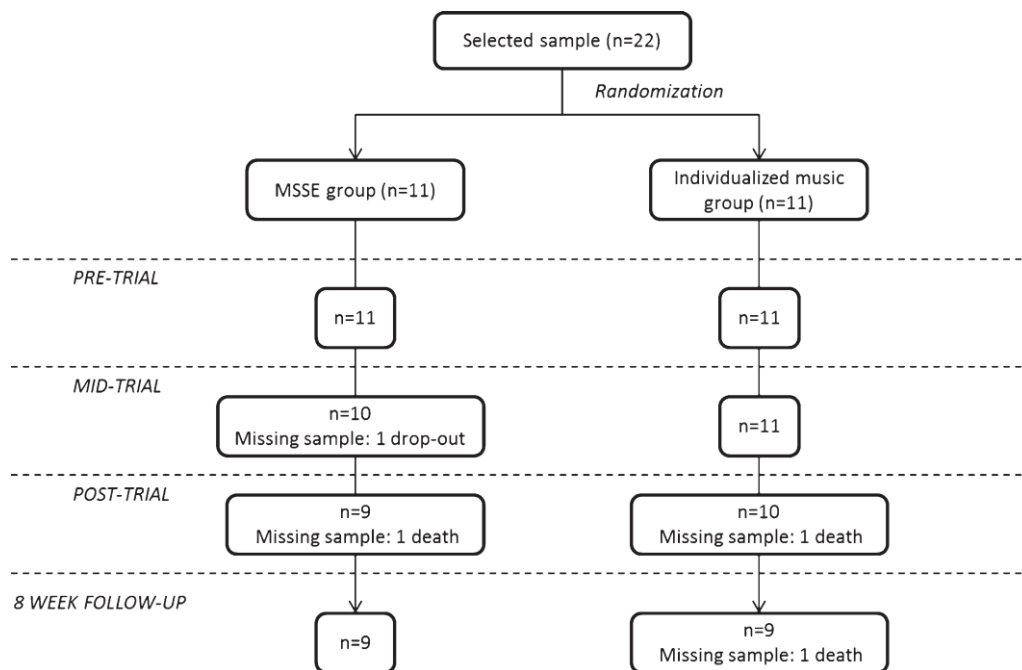 Selected sample (n=22)
Randomization
MSSE group (n=11)
Individualized music
group (n=11)
PRE-TRIAL
n=11
n=11
MID-TRIAL
n=10
Missing sample: 1 drop-out
n=11
POST-TRIAL
n=9
Missing sample: 1 death
n=10
Missing sample: 1 death
8 WEEK FOLLOW-UP
n=9
n=9
Missing sample: 1 death